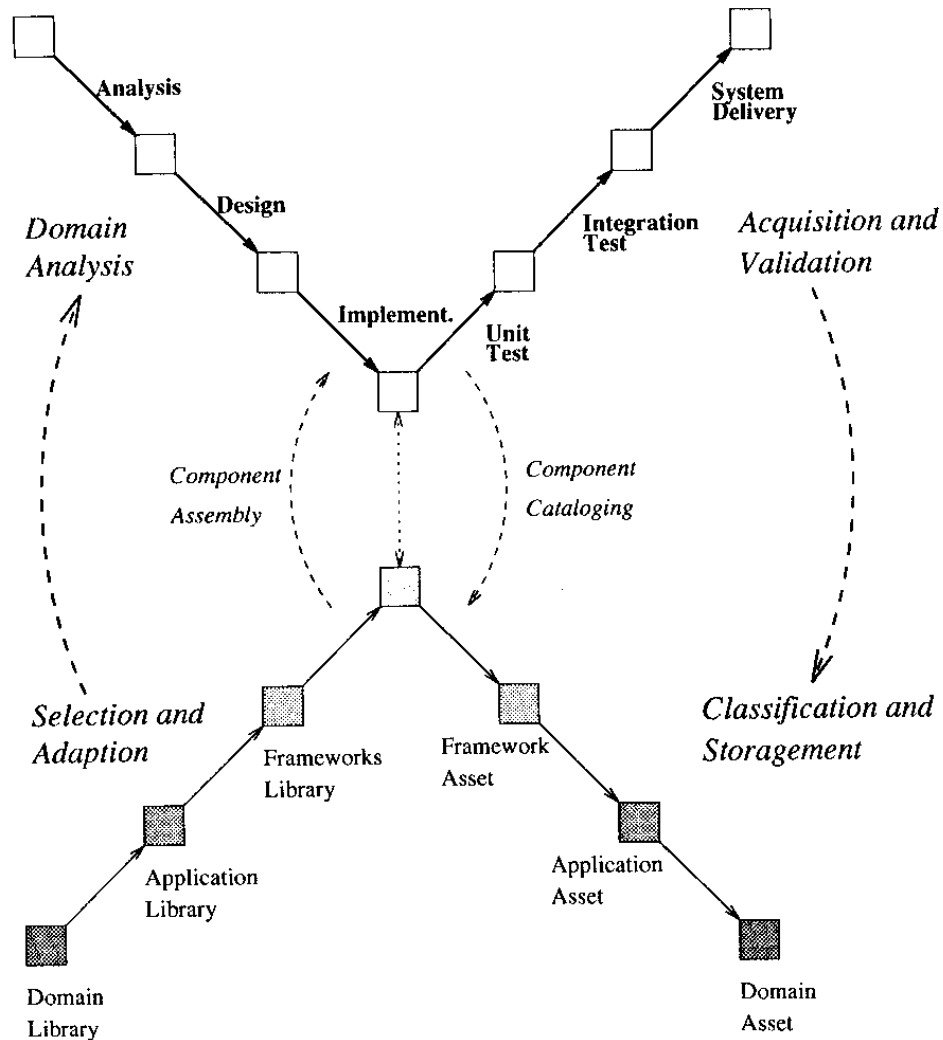 Analysis
System
Delivery
Design
Integration
Test
Domain
Analysis
Acquisition and
Validation
Implement.
Unit
Test
Component
Assembly
Component
Cataloging
Selection and
Adaption
Classification and
Storagement
Frameworks
Library
Framework
Asset
Application
Library
Application
Asset
Domain
Library
Domain
Asset